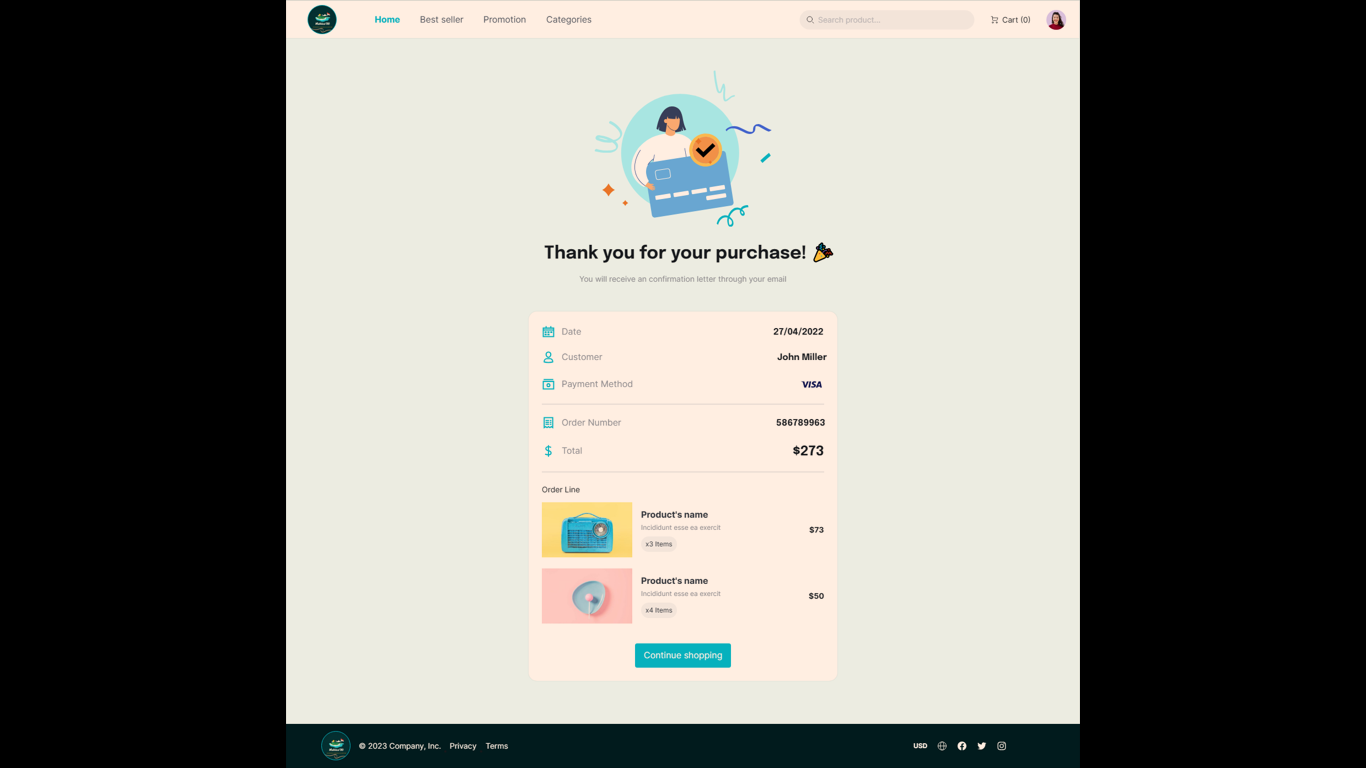 Home
Best seller
Promotion
Categories
Search product...
Cart (0)
Thank you for your purchase!
You will receive an confirmation letter through your email
Date
27/04/2022
Customer
John Miller
Payment Method
VISA
Order Number
586789963
Total
$273
Order Line
Product's name
Incididunt esse ea exercit
x3 Items
$73
Product's name
Incididunt esse ea exercit
x4 Items
$50
Continue shopping
© 2023 Company, Inc.
Privacy
Terms
USD